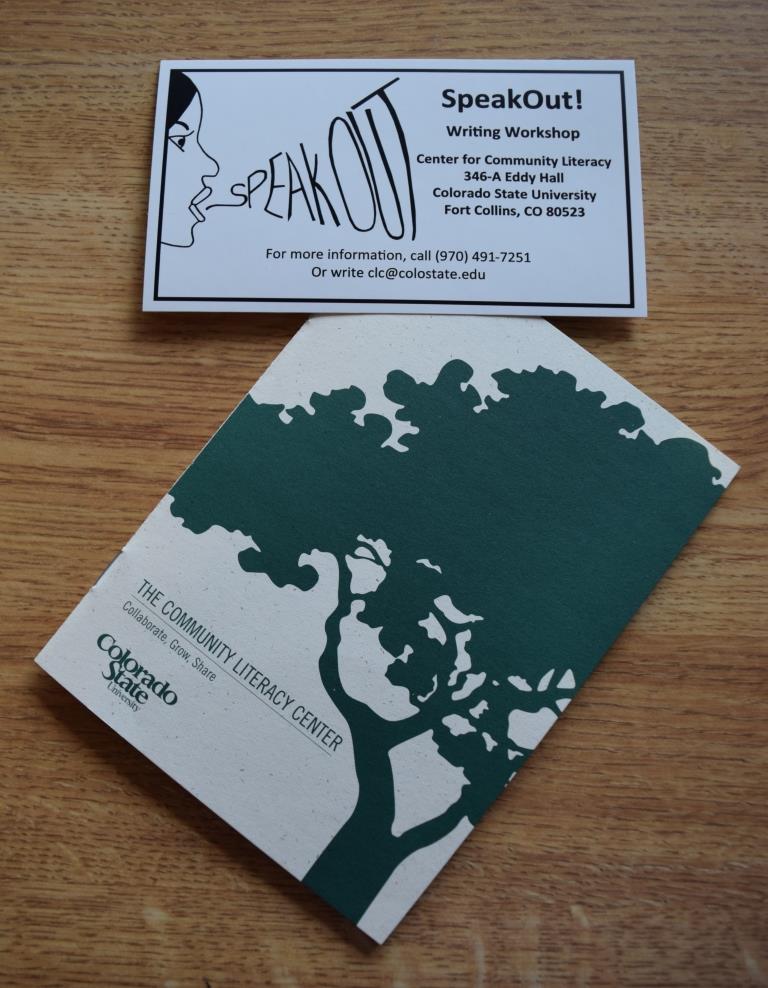 SPEAKOUT
SpeakOut!
Writing Workshop
Center for Community Literacy
346-A Eddy Hall
Colorado State University
Fort Collins, CO 80523
For more information, call (970) 491-7251
Or write clc@colostate.edu
THE COMMUNITY LITERACY CENTER
Collaborate, Grow, Share
Colorado
State
University